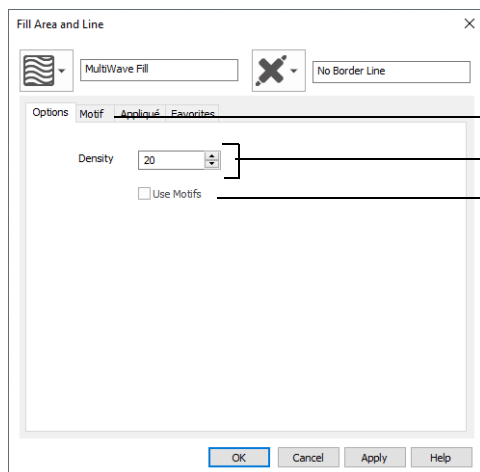 Fill Area and Line
MultiWave Fill
No Border Line
Options Motif Appliqué Favorites
Density 20
Use Motifs
OK Cancel Apply Help